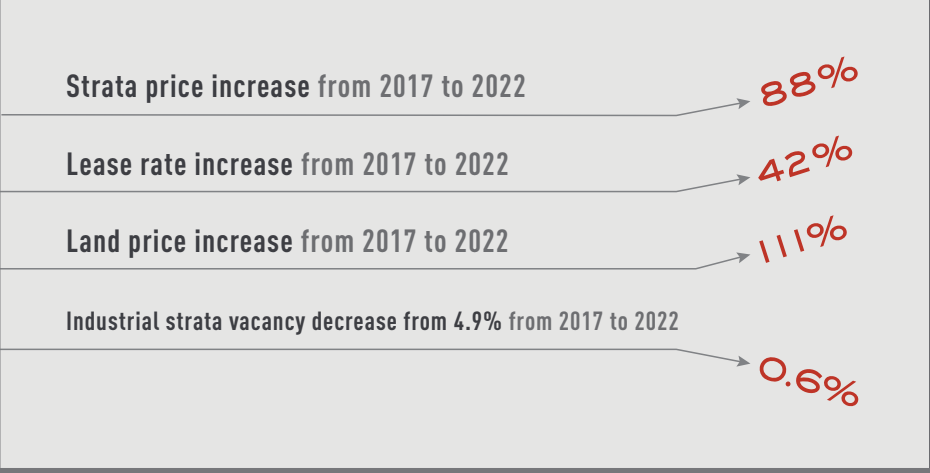 Strata price increase from 2017 to 2022 88%
Lease rate increase from 2017 to 2022 42%
Land price increase from 2017 to 2022 111%
Industrial strata vacancy decrease from 4.9% from 2017 to 2022
0.6%